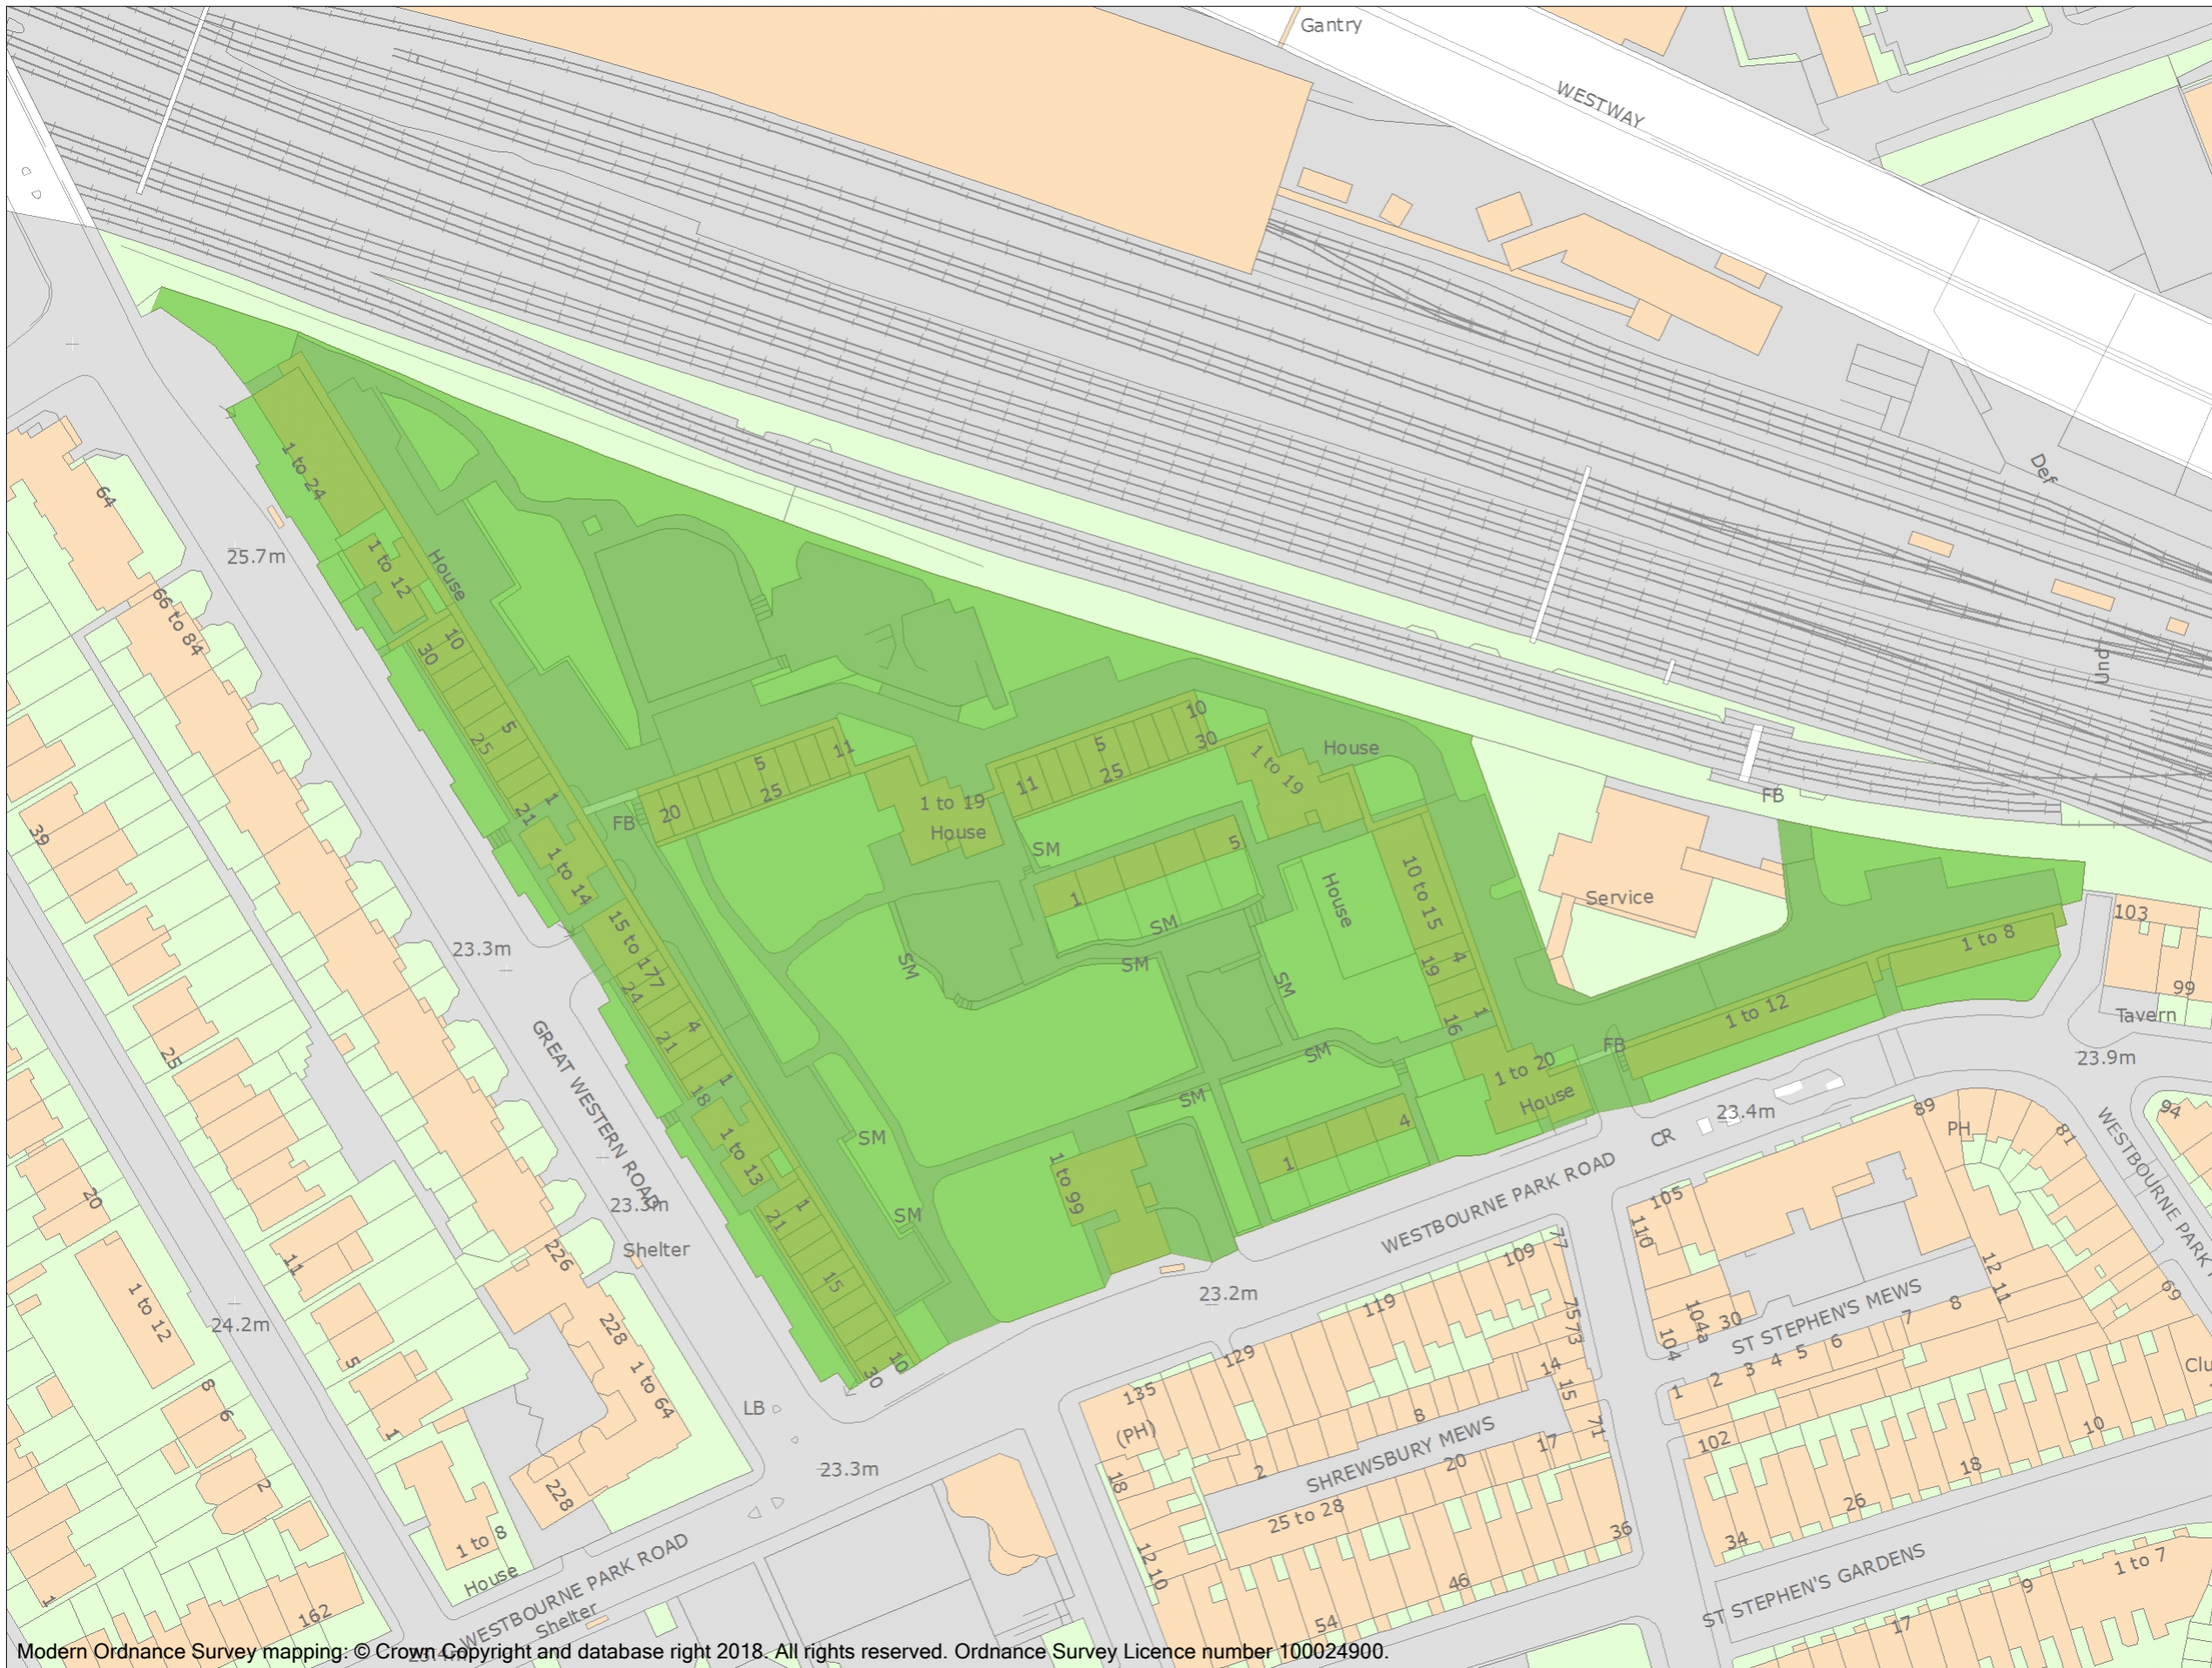 Gantry
WESTWAY
Def
Und
64
1 to 24
25.7m
1 to 12
House
66 to 84
10
30
5
25
1
21
39
FB
20
5
25
11
1 to 19
House
11
5
25
10
30
1 to 19
House
SM
1
5
House
10 to 15
4
19
1
16
Service
FB
103
99
Tavern
1 to 8
1 to 12
23.9m
1 to 14
15 to 17
7
24
23.3m
4
21
1
18
SM
SM
SM
SM
SM
SM
FB
1 to 20
House
GREAT WESTERN ROAD
25
20
11
1 to 12
5
8
6
1
2
1
1 to 13
SM
SM
1
21
15
10
30
23.3m
Shelter
226
228
1 to 64
228
24.2m
1 to 99
1
4
WESTBOURNE PARK ROAD
CR
23.4m
89
PH
81
94
WESTBOURNE PARK
69
105
110
104a
104
30
12
11
ST STEPHEN'S MEWS
1
2
3
4
5
6
7
8
23.2m
77
109
119
129
135
(PH)
75
73
14
15
71
8
2
SHREWSBURY MEWS
20
17
25 to 28
18
12
10
36
46
54
102
10
18
26
34
ST STEPHEN'S GARDENS
1 to 7
9
17
LB
23.3m
1 to 8
House
162
WESTBOURNE PARK ROAD
Shelter
Modern Ordnance Survey mapping: © Crown Copyright and database right 2018. All rights reserved. Ordnance Survey Licence number 100024900.